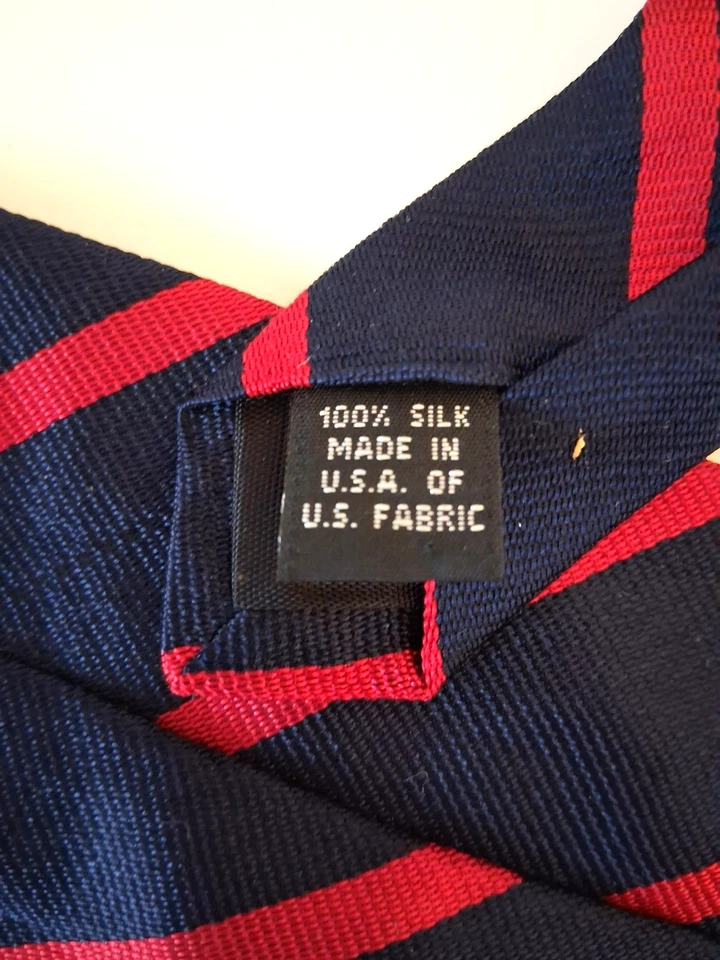 100% SILK
MADE IN
U.S.A. OF
U.S. FABRIC